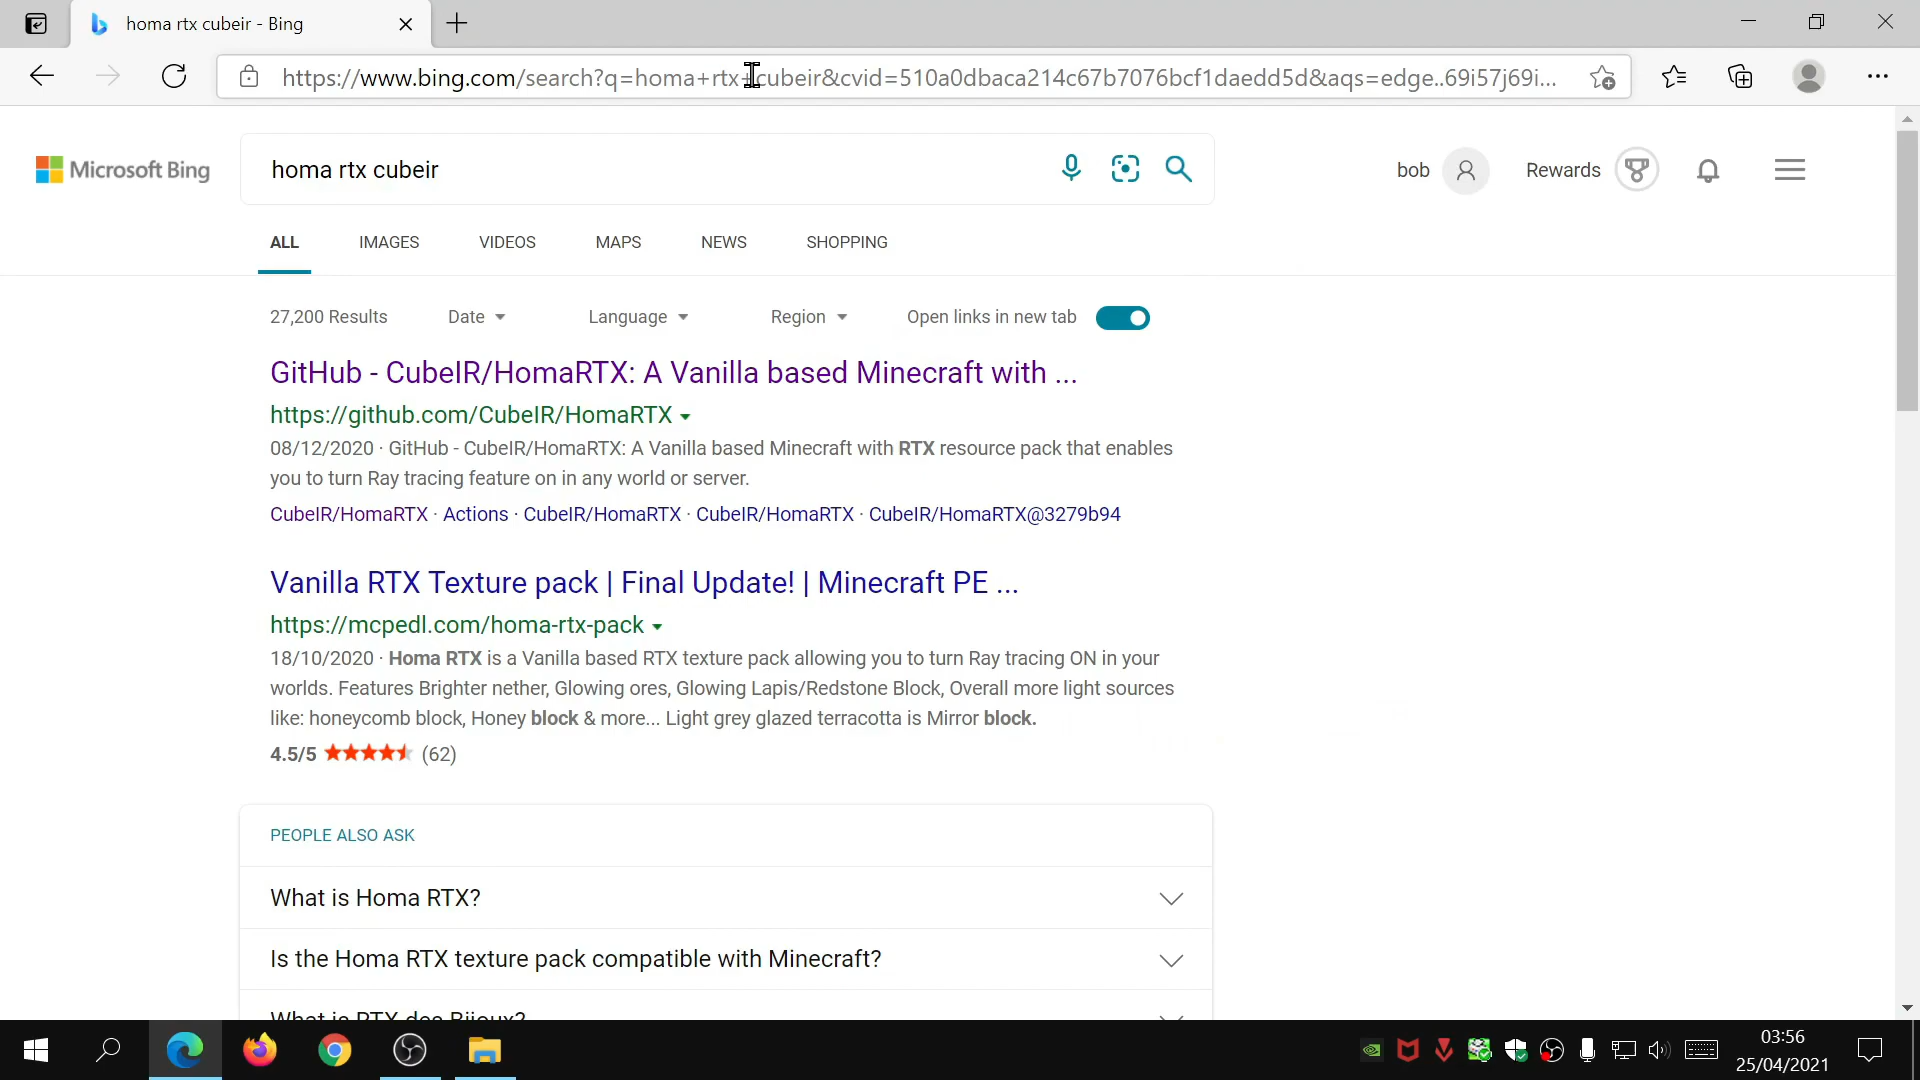 homa rtx cubeir - Bing
https://www.bing.com/search?q=homa+rtx+cubeir&cvid=510a0dbaca214c67b7076bcf1daedd5d&aqs=edge..69i57j69i...
Microsoft Bing
homa rtx cubeir
bob
Rewards
ALL IMAGES VIDEOS MAPS NEWS SHOPPING
27,200 Results Date Language Region Open links in new tab
GitHub - CubeIR/HomaRTX: A Vanilla based Minecraft with ...
https://github.com/CubeIR/HomaRTX
08/12/2020 · GitHub - CubeIR/HomaRTX: A Vanilla based Minecraft with RTX resource pack that enables
you to turn Ray tracing feature on in any world or server.
CubeIR/HomaRTX · Actions · CubeIR/HomaRTX · CubeIR/HomaRTX · CubeIR/HomaRTX@3279b94
Vanilla RTX Texture pack | Final Update! | Minecraft PE ...
https://mcpedl.com/homa-rtx-pack
18/10/2020 · Homa RTX is a Vanilla based RTX texture pack allowing you to turn Ray tracing ON in your
worlds. Features Brighter nether, Glowing ores, Glowing Lapis/Redstone Block, Overall more light sources
like: honeycomb block, Honey block & more... Light grey glazed terracotta is Mirror block.
4.5/5 (62)
PEOPLE ALSO ASK
What is Homa RTX?
Is the Homa RTX texture pack compatible with Minecraft?
What is RTX des Bijoux?
03:56
25/04/2021